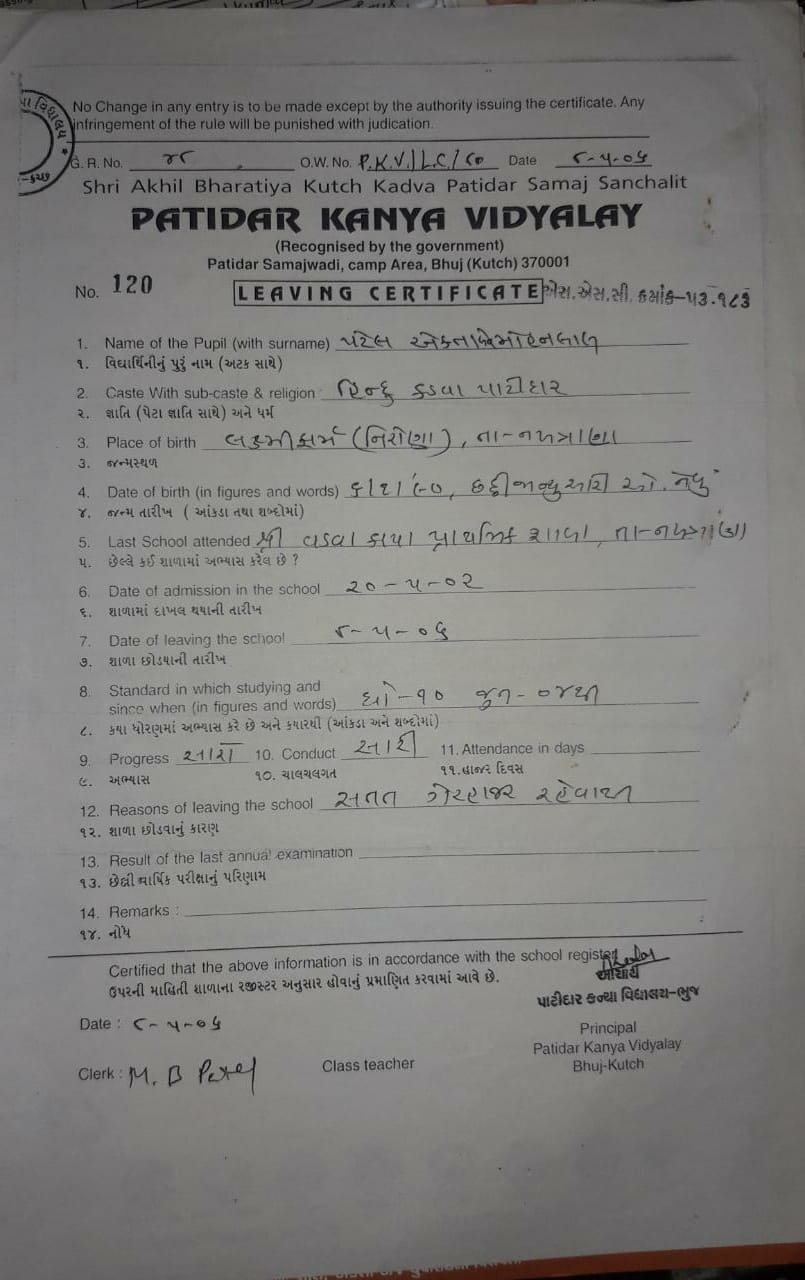 No Change in any entry is to be made except by the authority issuing the certificate. Any
infringement of the rule will be punished with judication.
G. R. No. ૪૮ O.W. No. P.K.V./L.C/૬૦ Date ૮-૫-૦૬
Shri Akhil Bharatiya Kutch Kadva Patidar Samaj Sanchalit
PATIDAR KANYA VIDYALAY
(Recognised by the government)
Patidar Samajwadi, camp Area, Bhuj (Kutch) 370001
No. 120 LEAVING CERTIFICATE એસ.એસ.સી. ક્રમાંક-૫૩.૧૮૩
1. Name of the Pupil (with surname) પટેલ એકતાબેન મોહનલાલ
૧. વિદ્યાર્થિનીનું પુરૂં નામ (અટક સાથે)
2. Caste With sub-caste & religion હિન્દુ કડવા પાટીદાર
૨. જ્ઞાતિ (પેટા જ્ઞાતિ સાથે) અને ધર્મ
3. Place of birth લક્ષ્મીફાર્મ (નિરોણા), તા-નખત્રાણા
૩. જન્મસ્થળ
4. Date of birth (in figures and words) ૬/૧/૯૦, છઠ્ઠી જાન્યુઆરી ઓ. નેવુ
૪. જન્મ તારીખ ( આંકડા તથા શબ્દોમાં)
5. Last School attended શ્રી વડવા કાયા પ્રાથમિક શાળા, તા-નખત્રાણા
૫. છેલ્લે કઈ શાળામાં અભ્યાસ કરેલ છે ?
6. Date of admission in the school ૨૦-૫-૦૨
૬. શાળામાં દાખલ થયાની તારીખ
7. Date of leaving the school ૮-૫-૦૬
૭. શાળા છોડયાની તારીખ
8. Standard in which studying and
since when (in figures and words) ધો-૧૦ જુન-૦૪થી
૮. કયા ધોરણમાં અભ્યાસ કરે છે અને કયારથી (આંકડા અને શબ્દોમાં)
9. Progress સારો 10. Conduct સારી 11. Attendance in days
૯. અભ્યાસ ૧૦. ચાલચલગત ૧૧. હાજર દિવસ
12. Reasons of leaving the school સતત ગેરહાજર રહેવાથી
૧૨. શાળા છોડવાનું કારણ
13. Result of the last annual examination
૧૩. છેલ્લી વાર્ષિક પરીક્ષાનું પરિણામ
14. Remarks :
૧૪. નોંધ
Certified that the above information is in accordance with the school register
ઉપરની માહિતી શાળાના રજીસ્ટર અનુસાર હોવાનું પ્રમાણિત કરવામાં આવે છે.
આચાર્ય
પાટીદાર કન્યા વિદ્યાલય-ભુજ
Date : ૮-૫-૦૬
Principal
Patidar Kanya Vidyalay
Bhuj-Kutch
Clerk : M. B Patel Class teacher